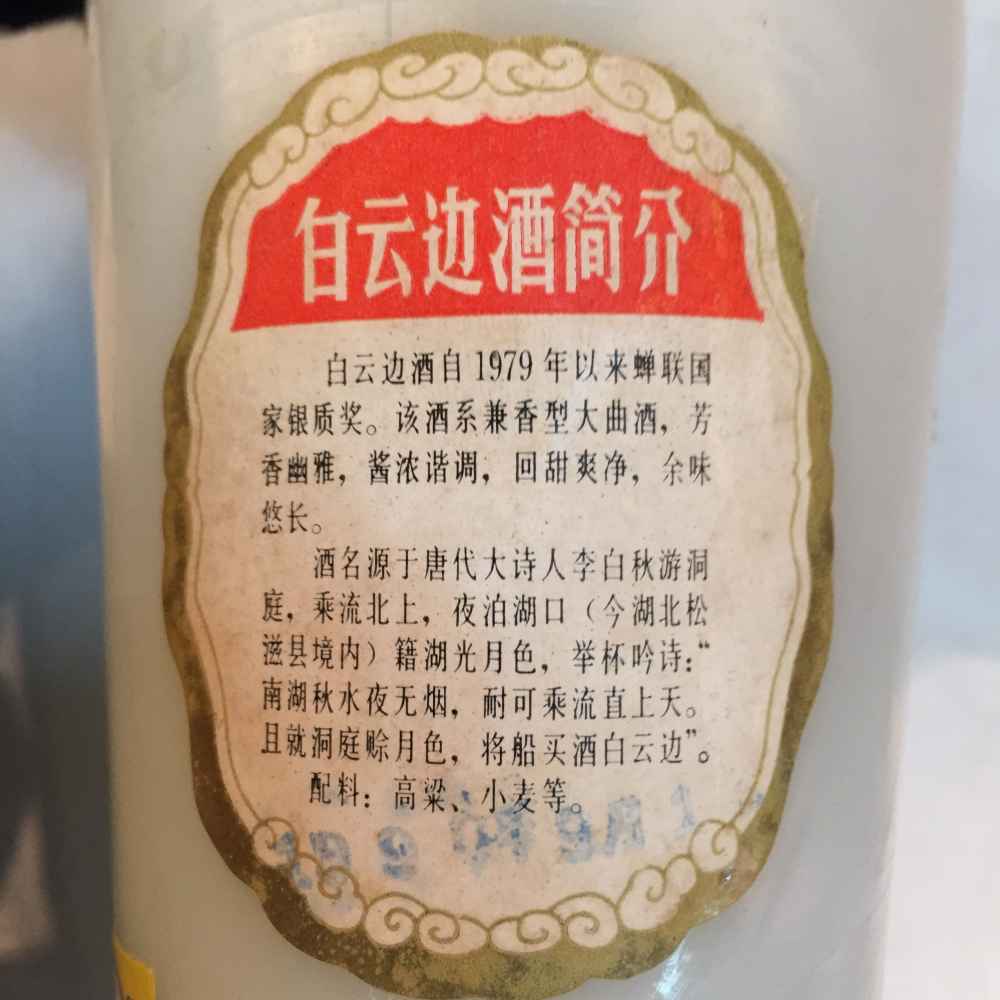 白云边酒简介
白云边酒自1979年以来蝉联国
家银质奖。该酒系兼香型大曲酒，芳
香幽雅，酱浓谐调，回甜爽净，余味
悠长。
酒名源于唐代大诗人李白秋游洞
庭，乘流北上，夜泊湖口（今湖北松
滋县境内）籍湖光月色，举杯吟诗：“
南湖秋水夜无烟，耐可乘流直上天。
且就洞庭赊月色，将船买酒白云边”。
配料：高粱、小麦等。